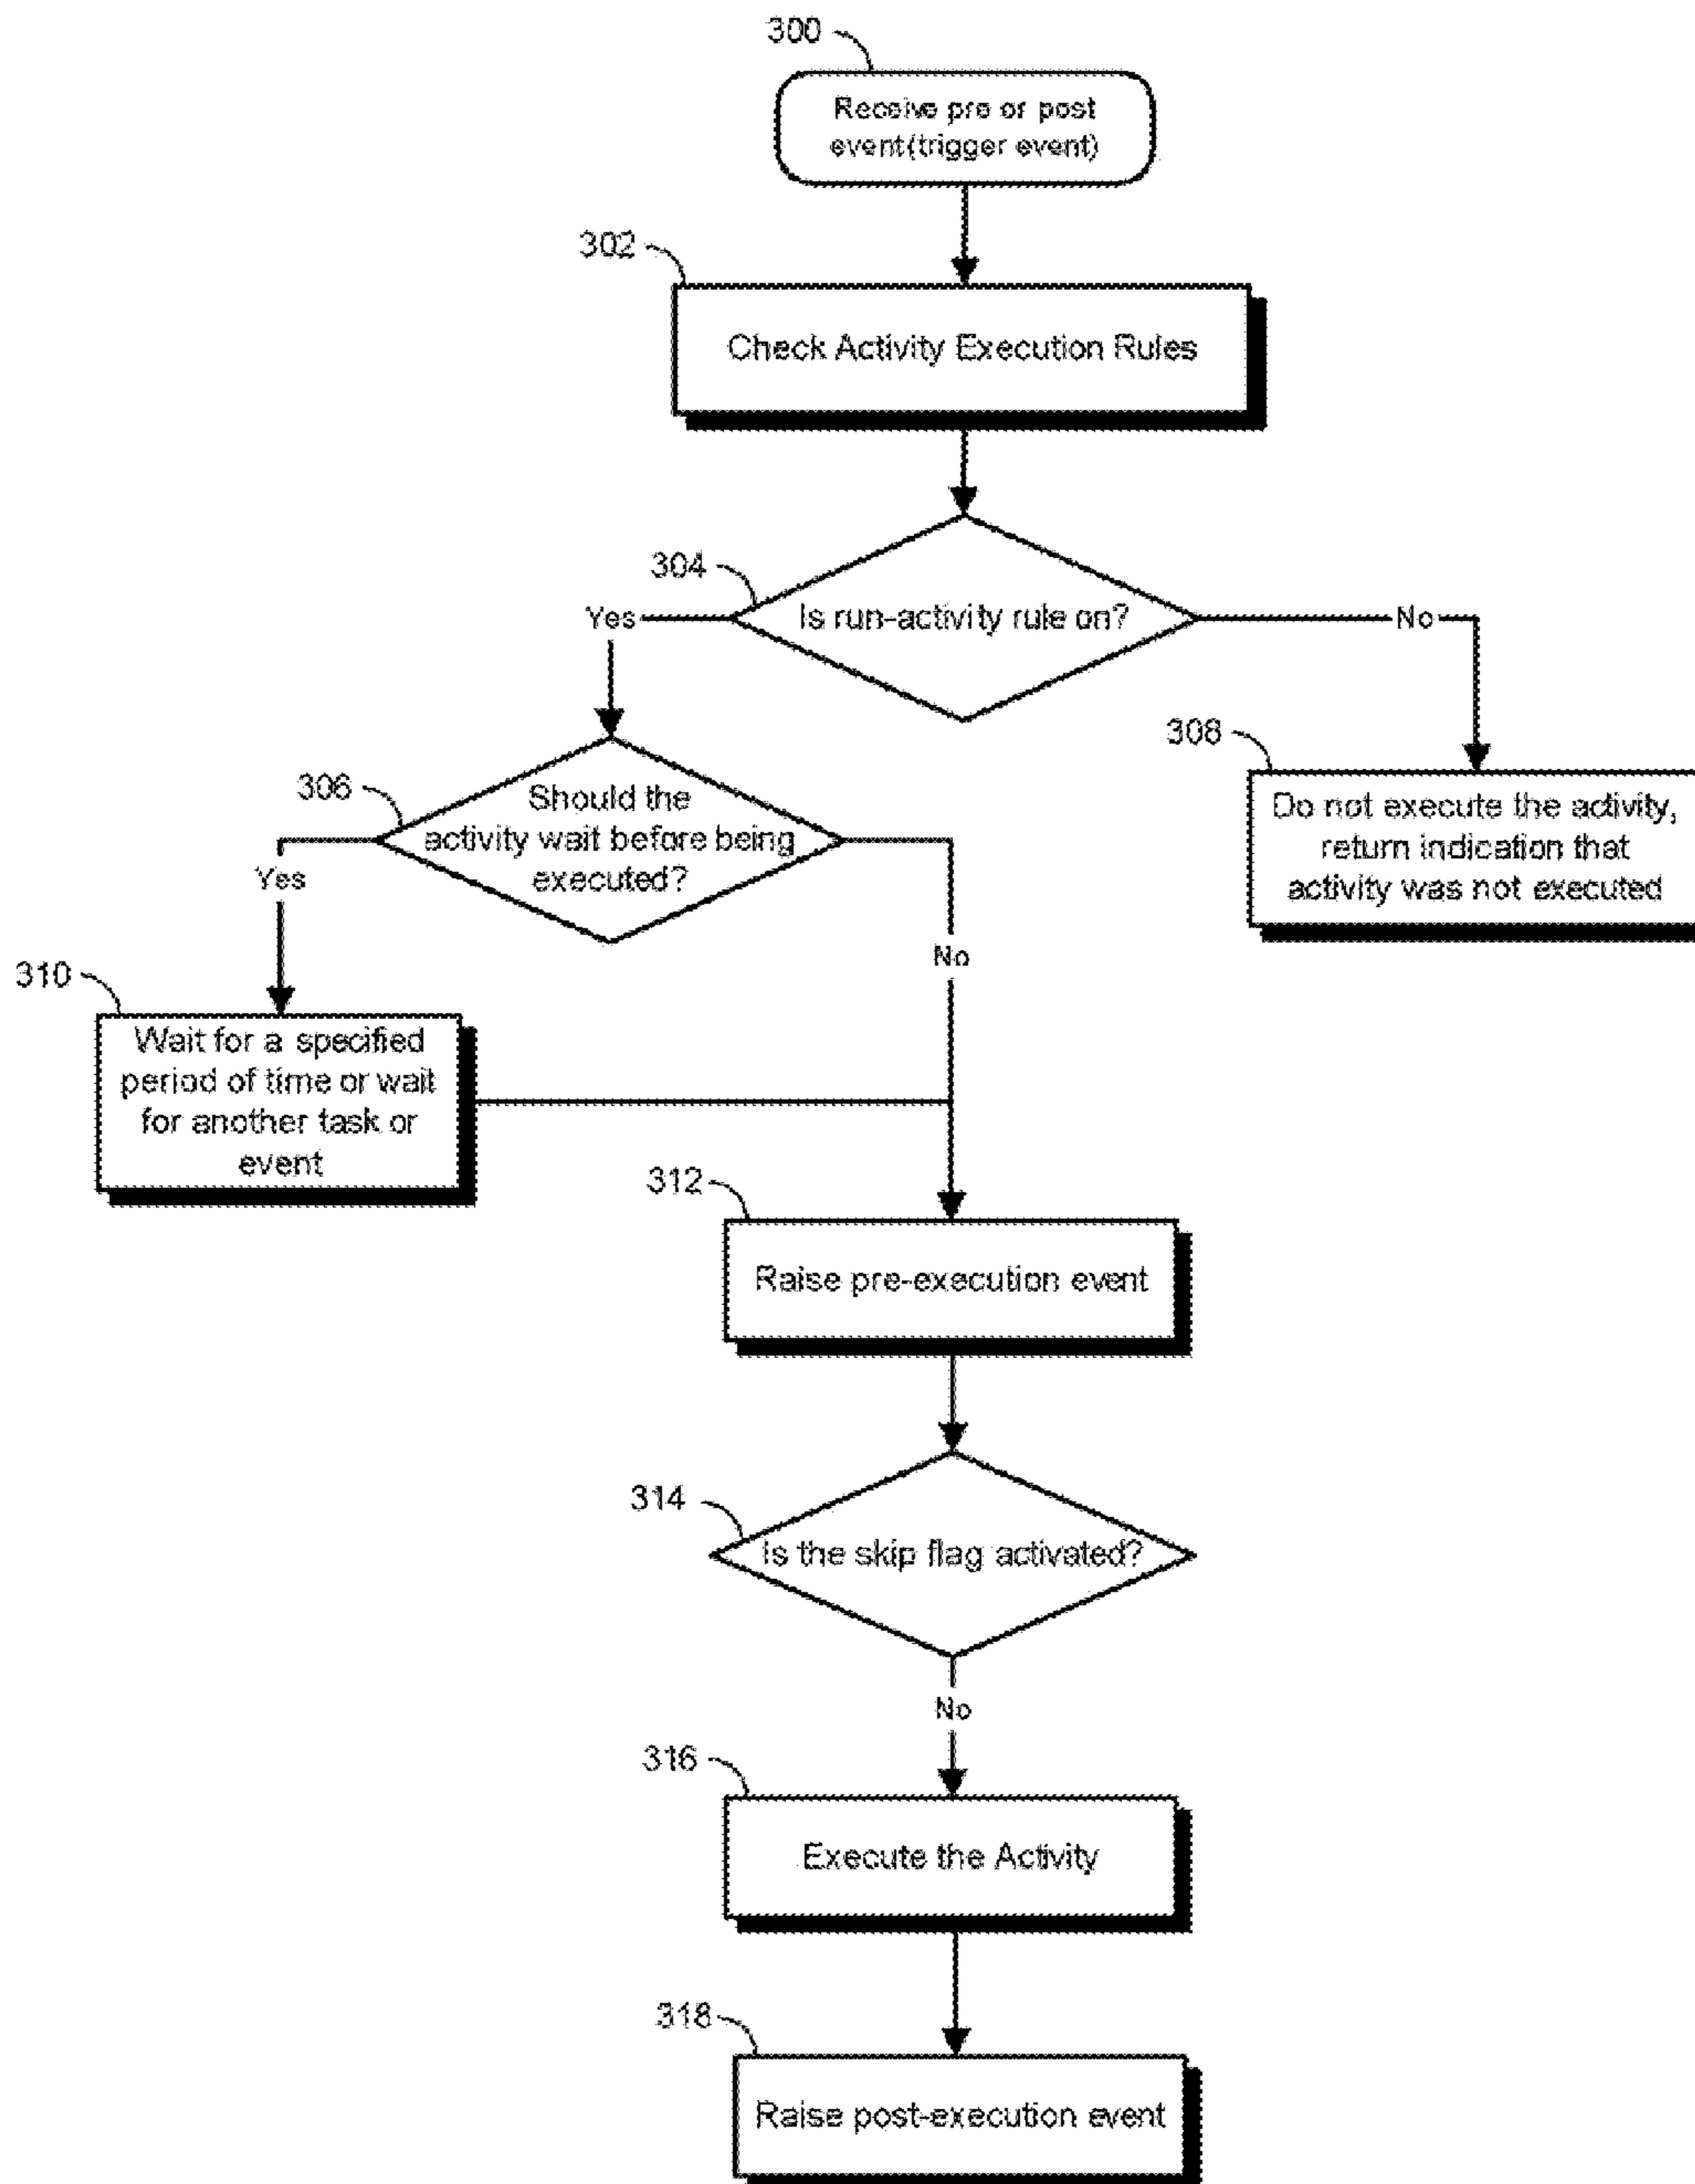 300
Receive pre or post
event(trigger event)
302
Check Activity Execution Rules
304
Is run-activity rule on?
Yes
No
306
Should the
activity wait before being
executed?
308
Do not execute the activity,
return indication that
activity was not executed
Yes
No
310
Wait for a specified
period of time or wait
for another task or
event
312
Raise pre-execution event
314
Is the skip flag activated?
No
316
Execute the Activity
318
Raise post-execution event